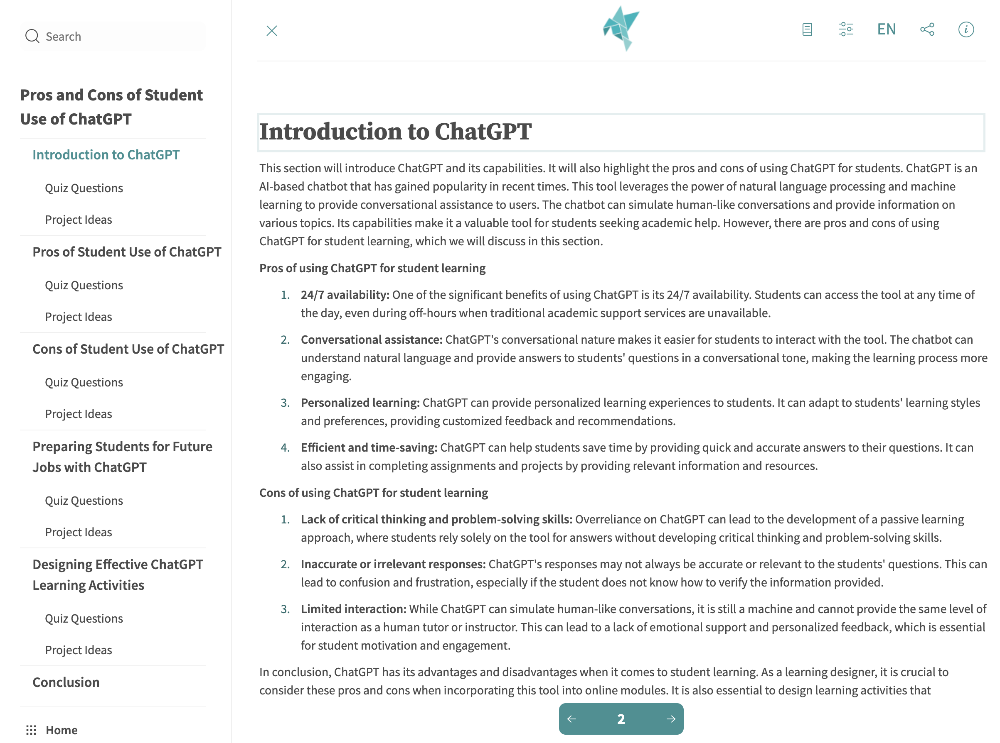 Search
Pros and Cons of Student
Use of ChatGPT
Introduction to ChatGPT
Quiz Questions
Project Ideas
Pros of Student Use of ChatGPT
Quiz Questions
Project Ideas
Cons of Student Use of ChatGPT
Quiz Questions
Project Ideas
Preparing Students for Future
Jobs with ChatGPT
Quiz Questions
Project Ideas
Designing Effective ChatGPT
Learning Activities
Quiz Questions
Project Ideas
Conclusion
Home
EN
i
Introduction to ChatGPT
This section will introduce ChatGPT and its capabilities. It will also highlight the pros and cons of using ChatGPT for students. ChatGPT is an
AI-based chatbot that has gained popularity in recent times. This tool leverages the power of natural language processing and machine
learning to provide conversational assistance to users. The chatbot can simulate human-like conversations and provide information on
various topics. Its capabilities make it a valuable tool for students seeking academic help. However, there are pros and cons of using
ChatGPT for student learning, which we will discuss in this section.
Pros of using ChatGPT for student learning
1. 24/7 availability: One of the significant benefits of using ChatGPT is its 24/7 availability. Students can access the tool at any time of
the day, even during off-hours when traditional academic support services are unavailable.
2. Conversational assistance: ChatGPT's conversational nature makes it easier for students to interact with the tool. The chatbot can
understand natural language and provide answers to students' questions in a conversational tone, making the learning process more
engaging.
3. Personalized learning: ChatGPT can provide personalized learning experiences to students. It can adapt to students' learning styles
and preferences, providing customized feedback and recommendations.
4. Efficient and time-saving: ChatGPT can help students save time by providing quick and accurate answers to their questions. It can
also assist in completing assignments and projects by providing relevant information and resources.
Cons of using ChatGPT for student learning
1. Lack of critical thinking and problem-solving skills: Overreliance on ChatGPT can lead to the development of a passive learning
approach, where students rely solely on the tool for answers without developing critical thinking and problem-solving skills.
2. Inaccurate or irrelevant responses: ChatGPT's responses may not always be accurate or relevant to the students' questions. This can
lead to confusion and frustration, especially if the student does not know how to verify the information provided.
3. Limited interaction: While ChatGPT can simulate human-like conversations, it is still a machine and cannot provide the same level of
interaction as a human tutor or instructor. This can lead to a lack of emotional support and personalized feedback, which is essential
for student motivation and engagement.
In conclusion, ChatGPT has its advantages and disadvantages when it comes to student learning. As a learning designer, it is crucial to
consider these pros and cons when incorporating this tool into online modules. It is also essential to design learning activities that
2